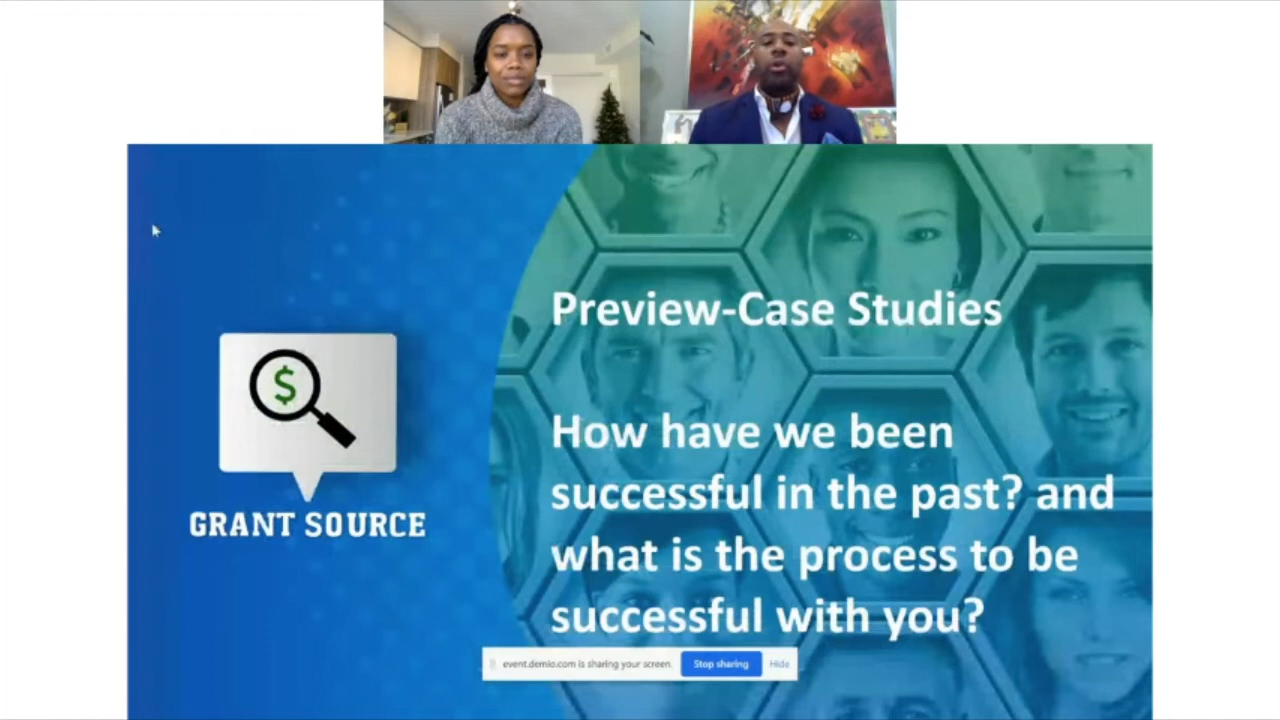 Preview-Case Studies
How have we been
successful in the past? and
what is the process to be
successful with you?
$
GRANT SOURCE
event.demio.com is sharing your screen.
Stop sharing
Hide